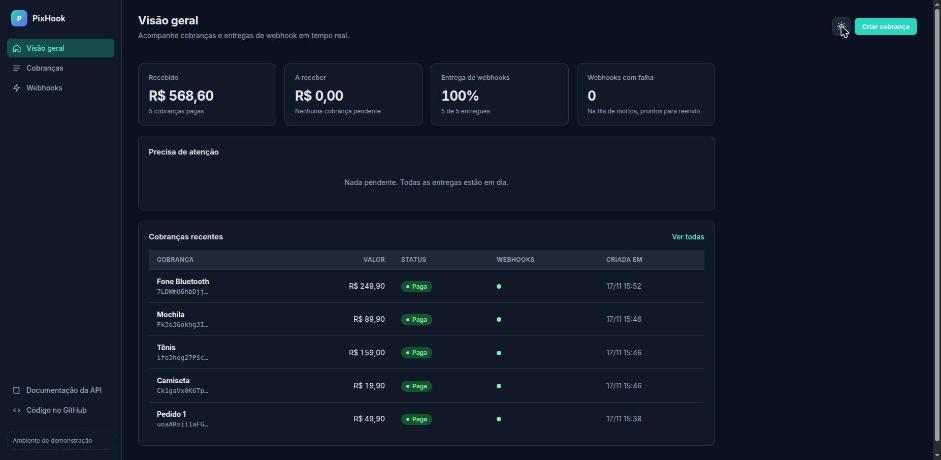 P PixHook
Visão geral
Cobranças
Webhooks
Documentação da API
Código no GitHub
Ambiente de demonstração
Visão geral
Acompanhe cobranças e entregas de webhook em tempo real.
Criar cobrança
Recebido
R$ 568,60
5 cobranças pagas
A receber
R$ 0,00
Nenhuma cobrança pendente
Entrega de webhooks
100%
5 de 5 entregues
Webhooks com falha
0
Na fila de mortos, prontos para reenvio
Precisa de atenção
Nada pendente. Todas as entregas estão em dia.
Cobranças recentes Ver todas
COBRANÇA VALOR STATUS WEBHOOKS CRIADA EM
Fone Bluetooth R$ 249,90 Paga 17/11 15:52
Mochila R$ 89,90 Paga 17/11 15:46
Tênis R$ 159,00 Paga 17/11 15:46
Camiseta R$ 19,90 Paga 17/11 15:46
Pedido 1 R$ 49,90 Paga 17/11 15:38